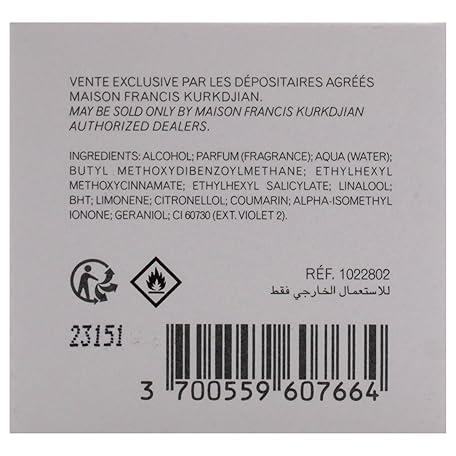 VENTE EXCLUSIVE PAR LES DÉPOSITAIRES AGRÉÉS
MAISON FRANCIS KURKDJIAN.
MAY BE SOLD ONLY BY MAISON FRANCIS KURKDJIAN
AUTHORIZED DEALERS.
INGREDIENTS: ALCOHOL; PARFUM (FRAGRANCE); AQUA (WATER);
BUTYL METHOXYDIBENZOYLMETHANE; ETHYLHEXYL
METHOXYCINNAMATE; ETHYLHEXYL SALICYLATE; LINALOOL;
BHT; LIMONENE; CITRONELLOL; COUMARIN; ALPHA-ISOMETHYL
IONONE; GERANIOL; CI 60730 (EXT. VIOLET 2).
RÉF. 1022802
للاستعمال الخارجي فقط
23151
3 700559 607664